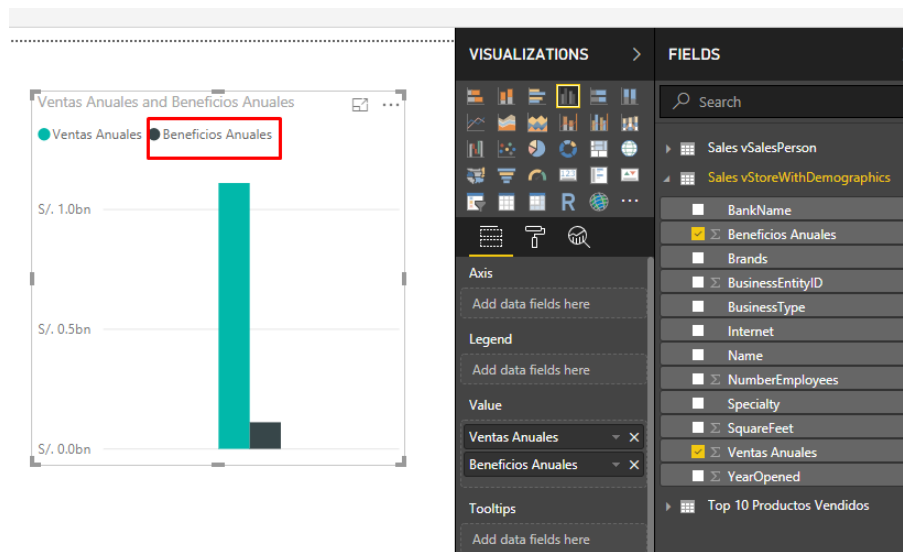 VISUALIZATIONS
FIELDS
Search
Ventas Anuales and Beneficios Anuales
Ventas Anuales
Beneficios Anuales
S/. 1.0bn
S/. 0.5bn
S/. 0.0bn
R
Axis
Add data fields here
Legend
Add data fields here
Value
Ventas Anuales
Beneficios Anuales
Tooltips
Add data fields here
Sales vSalesPerson
Sales vStoreWithDemographics
BankName
Σ Beneficios Anuales
Brands
Σ BusinessEntityID
BusinessType
Internet
Name
Σ NumberEmployees
Specialty
Σ SquareFeet
Σ Ventas Anuales
Σ YearOpened
Top 10 Productos Vendidos